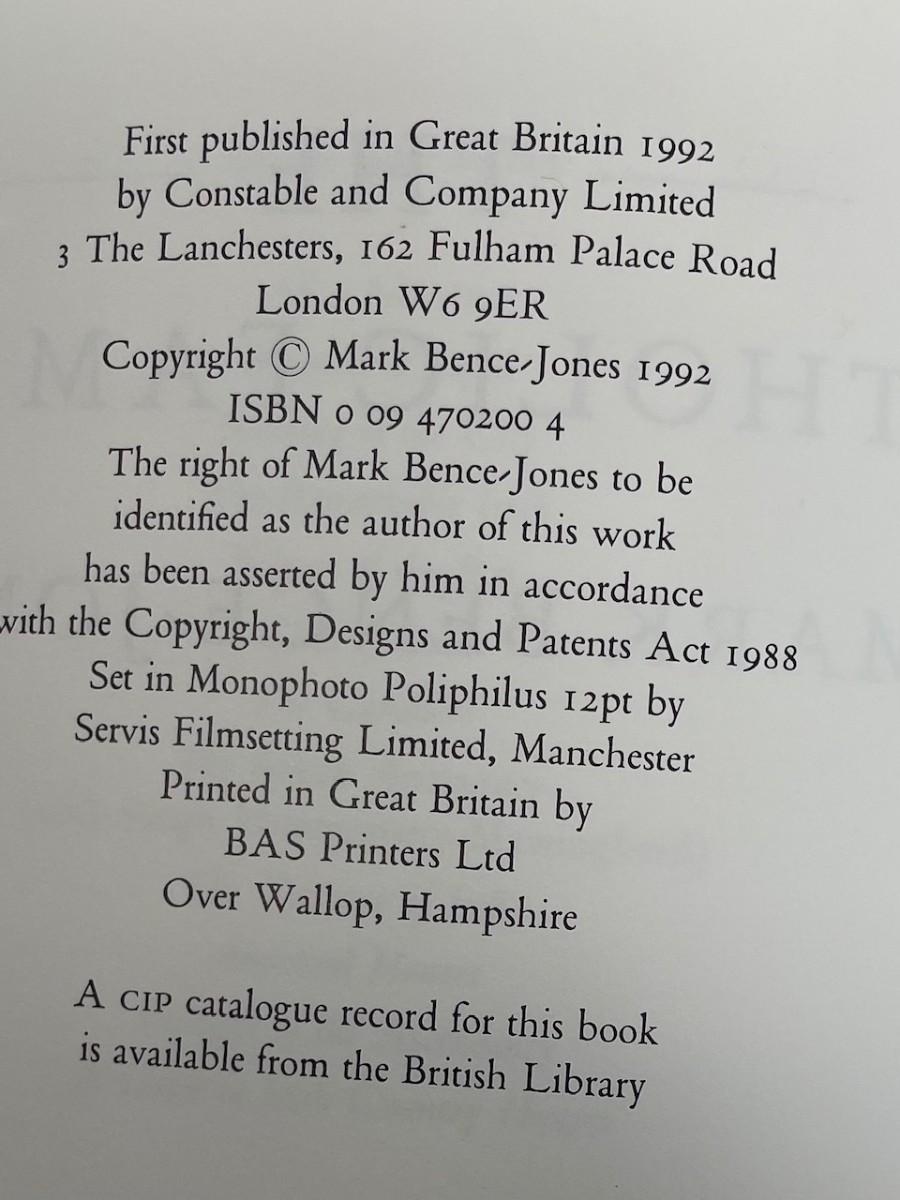 First published in Great Britain 1992
by Constable and Company Limited
3 The Lanchesters, 162 Fulham Palace Road
London W6 9ER
Copyright © Mark Bence-Jones 1992
ISBN 0 09 470200 4
The right of Mark Bence-Jones to be
identified as the author of this work
has been asserted by him in accordance
with the Copyright, Designs and Patents Act 1988
Set in Monophoto Poliphilus 12pt by
Servis Filmsetting Limited, Manchester
Printed in Great Britain by
BAS Printers Ltd
Over Wallop, Hampshire
A CIP catalogue record for this book
is available from the British Library